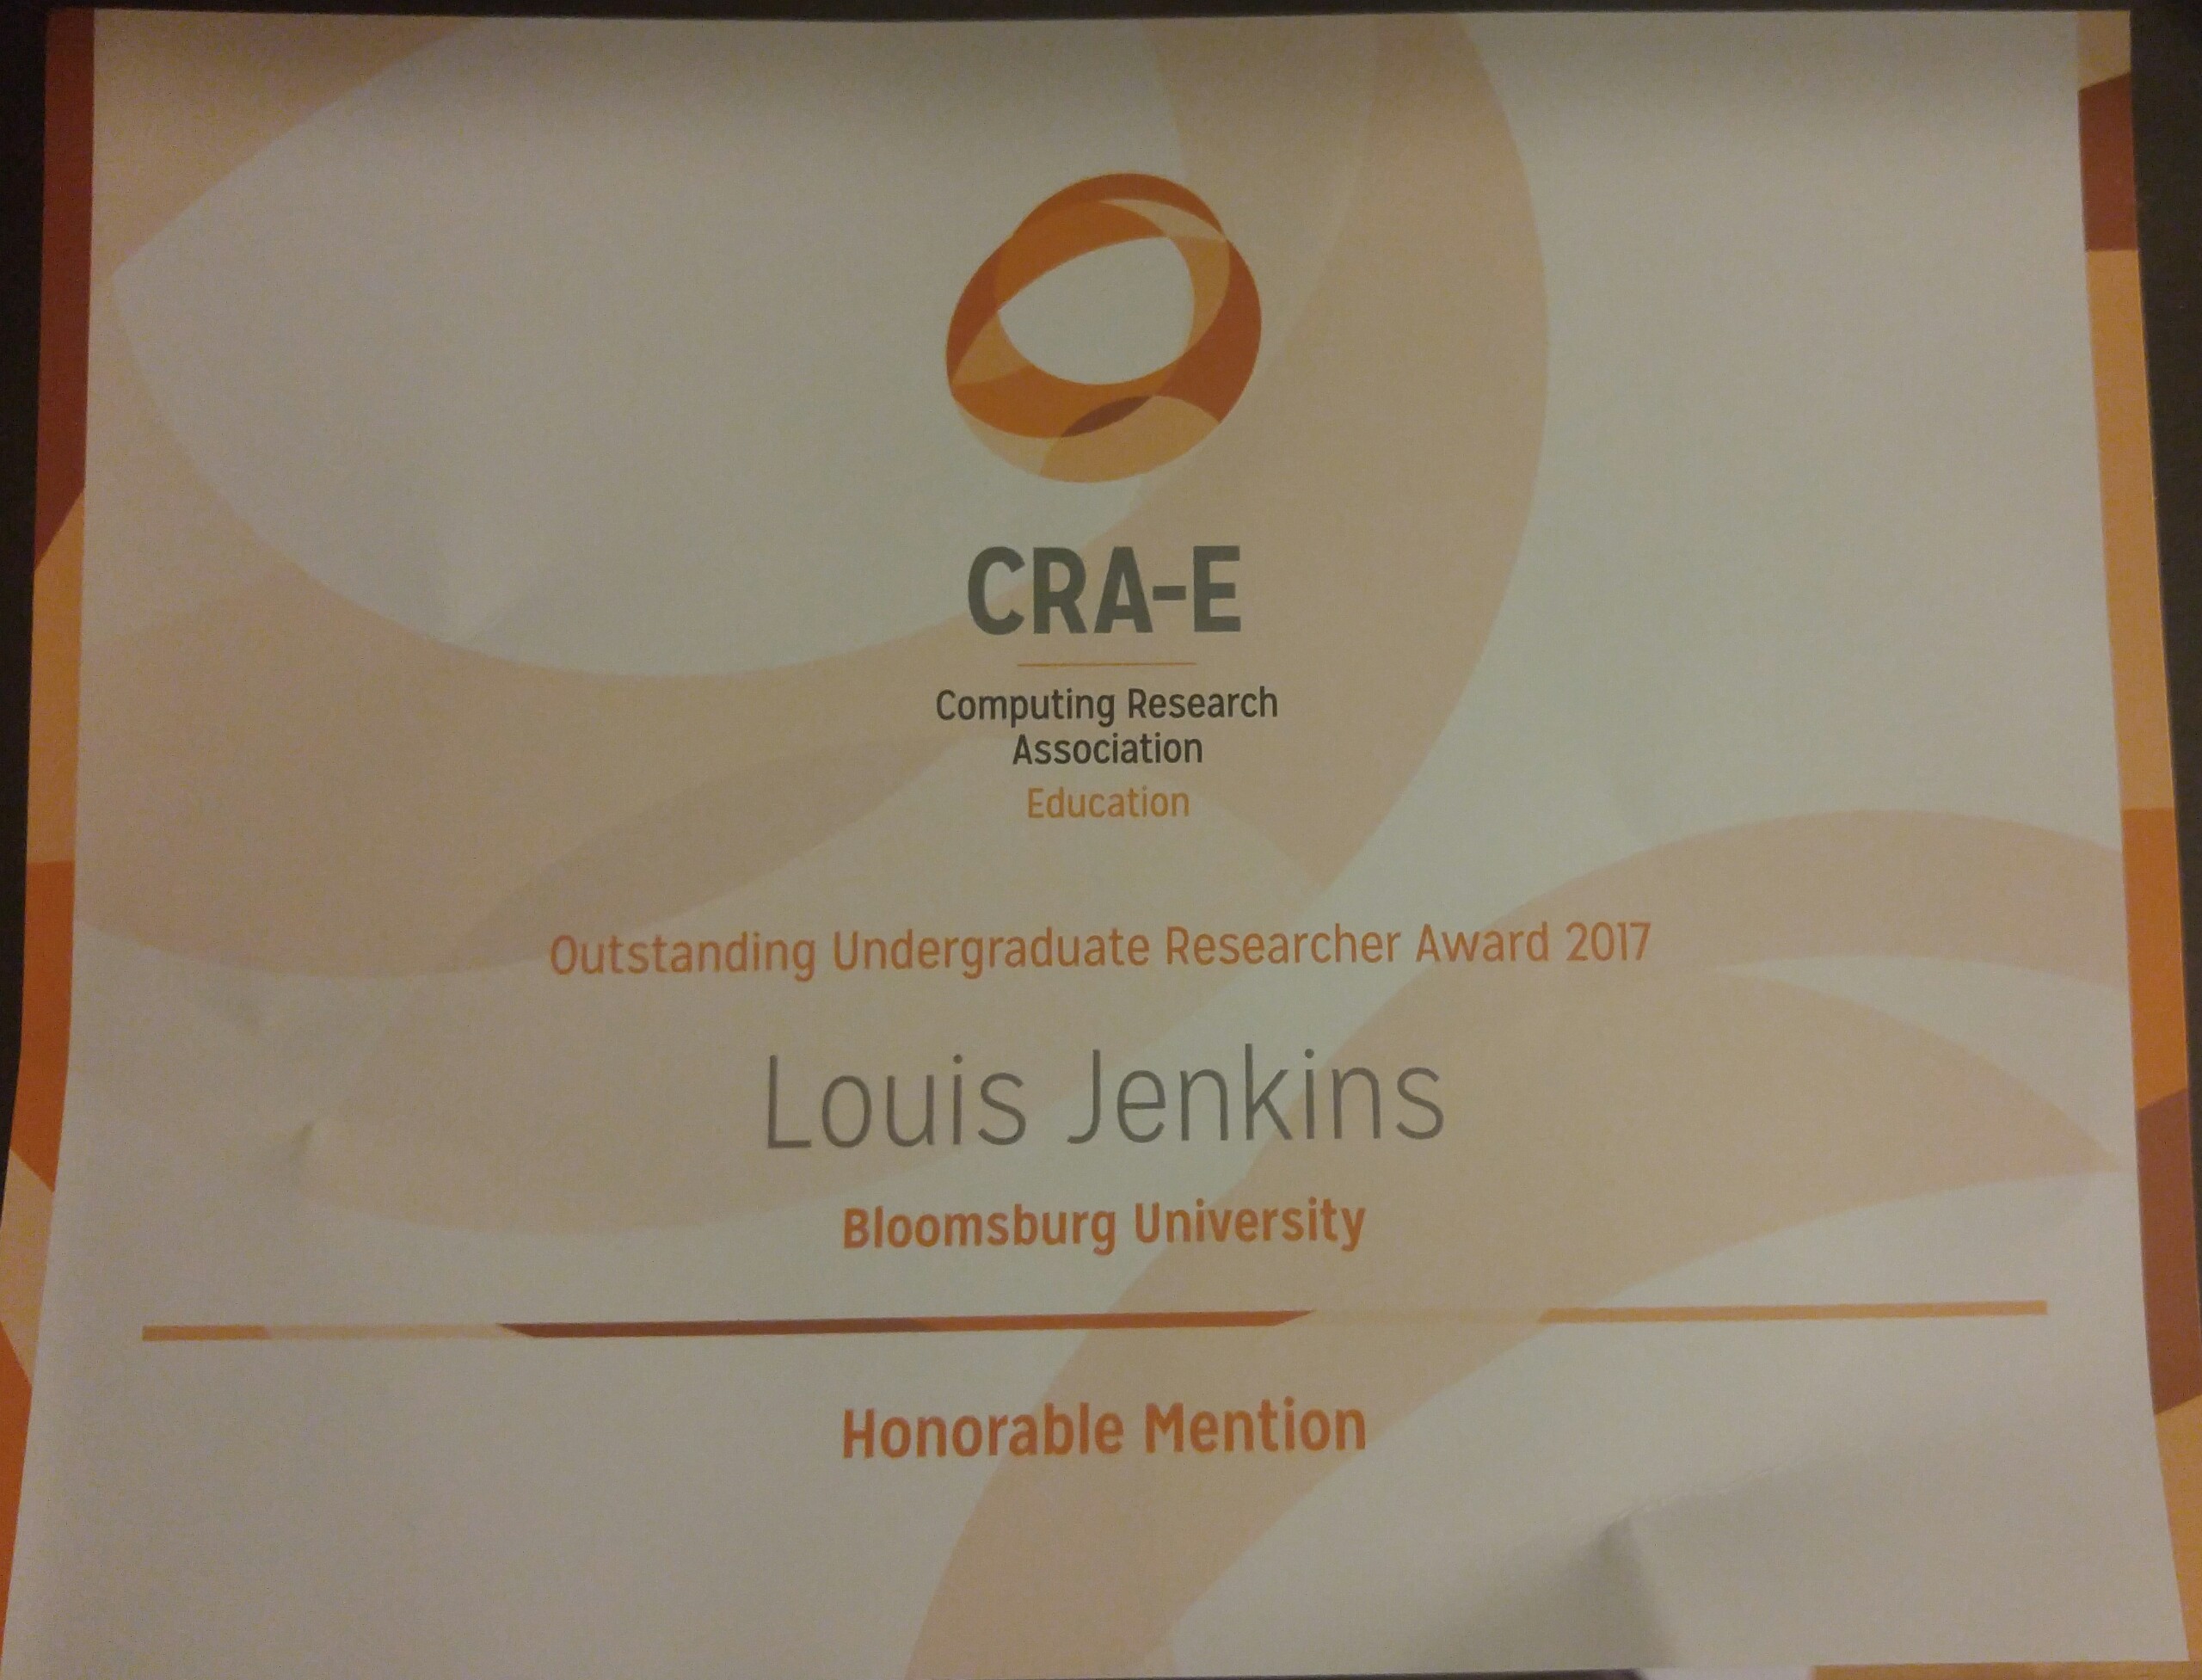 CRA-E
Computing Research
Association
Education
Outstanding Undergraduate Researcher Award 2017
Louis Jenkins
Bloomsburg University
Honorable Mention